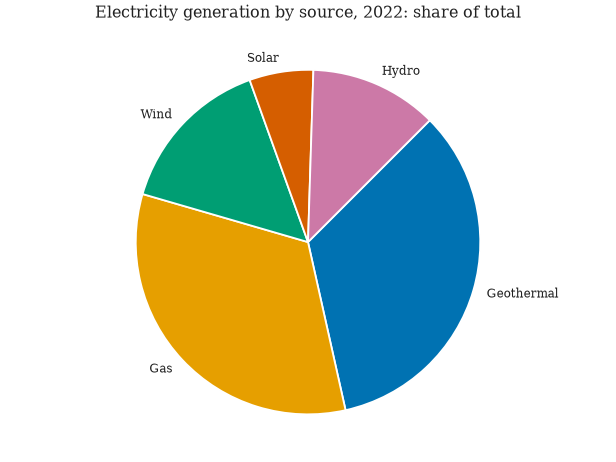 Electricity generation by source, 2022: share of total
Solar
Hydro
Wind
Geothermal
Gas